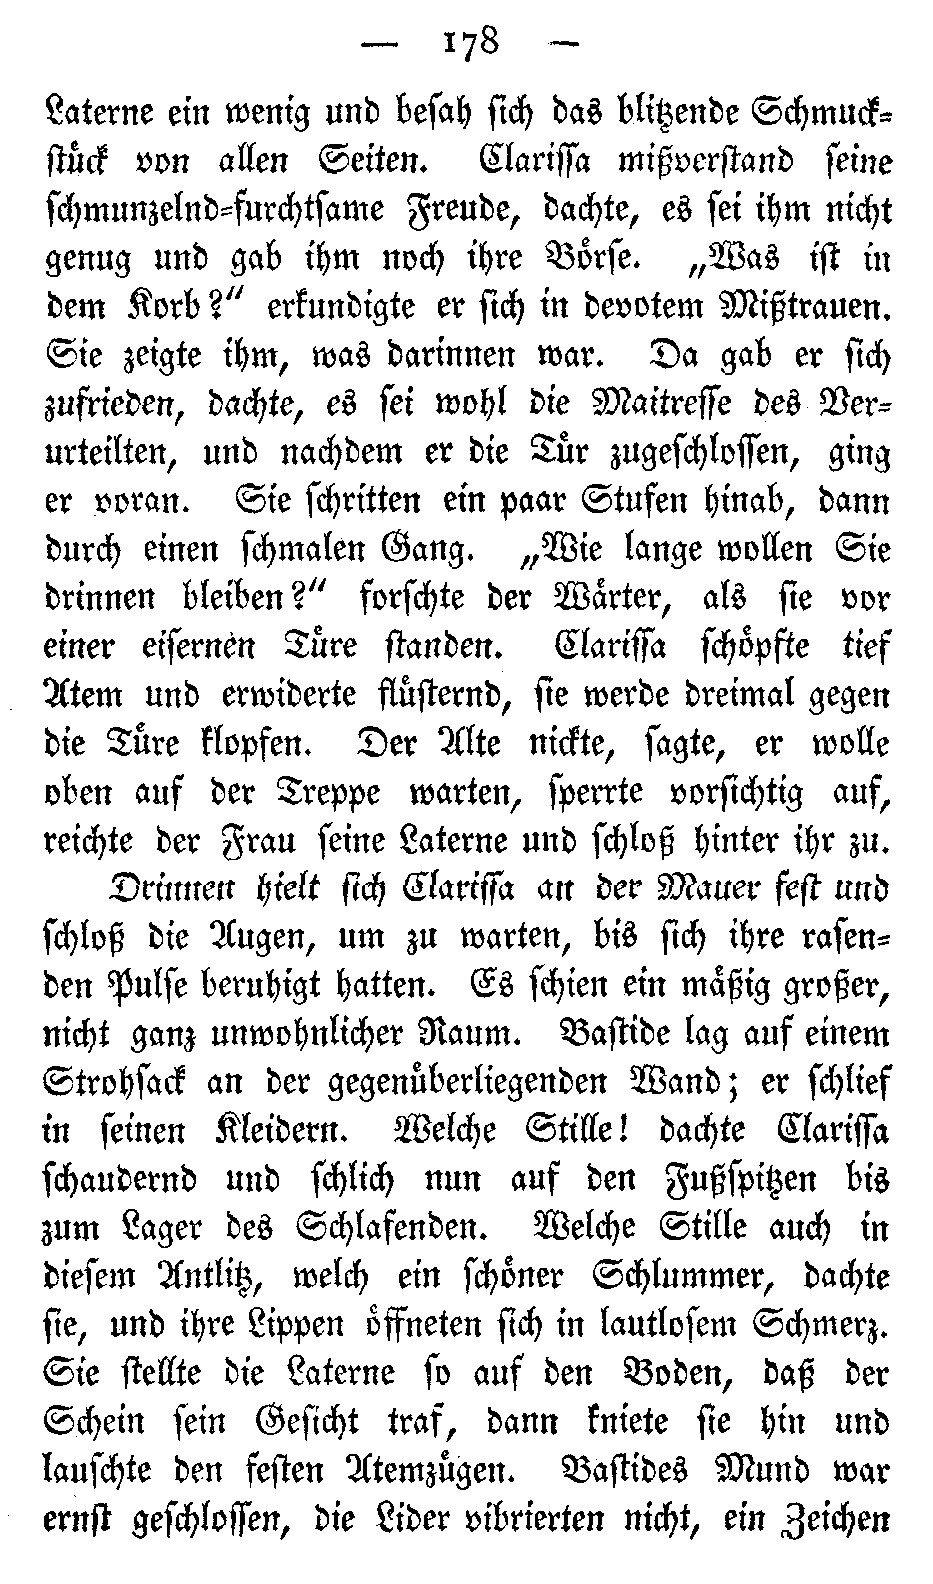 — 178 —
Laterne ein wenig und besah sich das blitzende Schmuck-
stück von allen Seiten. Clarissa mißverstand seine
schmunzelnd-furchtsame Freude, dachte, es sei ihm nicht
genug und gab ihm noch ihre Börse. „Was ist in
dem Korb?“ erkundigte er sich in devotem Mißtrauen.
Sie zeigte ihm, was darinnen war. Da gab er sich
zufrieden, dachte, es sei wohl die Maitresse des Ver-
urteilten, und nachdem er die Tür zugeschlossen, ging
er voran. Sie schritten ein paar Stufen hinab, dann
durch einen schmalen Gang. „Wie lange wollen Sie
drinnen bleiben?“ forschte der Wärter, als sie vor
einer eisernen Türe standen. Clarissa schöpfte tief
Atem und erwiderte flüsternd, sie werde dreimal gegen
die Türe klopfen. Der Alte nickte, sagte, er wolle
oben auf der Treppe warten, sperrte vorsichtig auf,
reichte der Frau seine Laterne und schloß hinter ihr zu.
Drinnen hielt sich Clarissa an der Mauer fest und
schloß die Augen, um zu warten, bis sich ihre rasen-
den Pulse beruhigt hatten. Es schien ein mäßig großer,
nicht ganz unwohnlicher Raum. Bastide lag auf einem
Strohsack an der gegenüberliegenden Wand; er schlief
in seinen Kleidern. Welche Stille! dachte Clarissa
schaudernd und schlich nun auf den Fußspitzen bis
zum Lager des Schlafenden. Welche Stille auch in
diesem Antlitz, welch ein schöner Schlummer, dachte
sie, und ihre Lippen öffneten sich in lautlosem Schmerz.
Sie stellte die Laterne so auf den Boden, daß der
Schein sein Gesicht traf, dann kniete sie hin und
lauschte den festen Atemzügen. Bastides Mund war
ernst geschlossen, die Lider vibrierten nicht, ein Zeichen